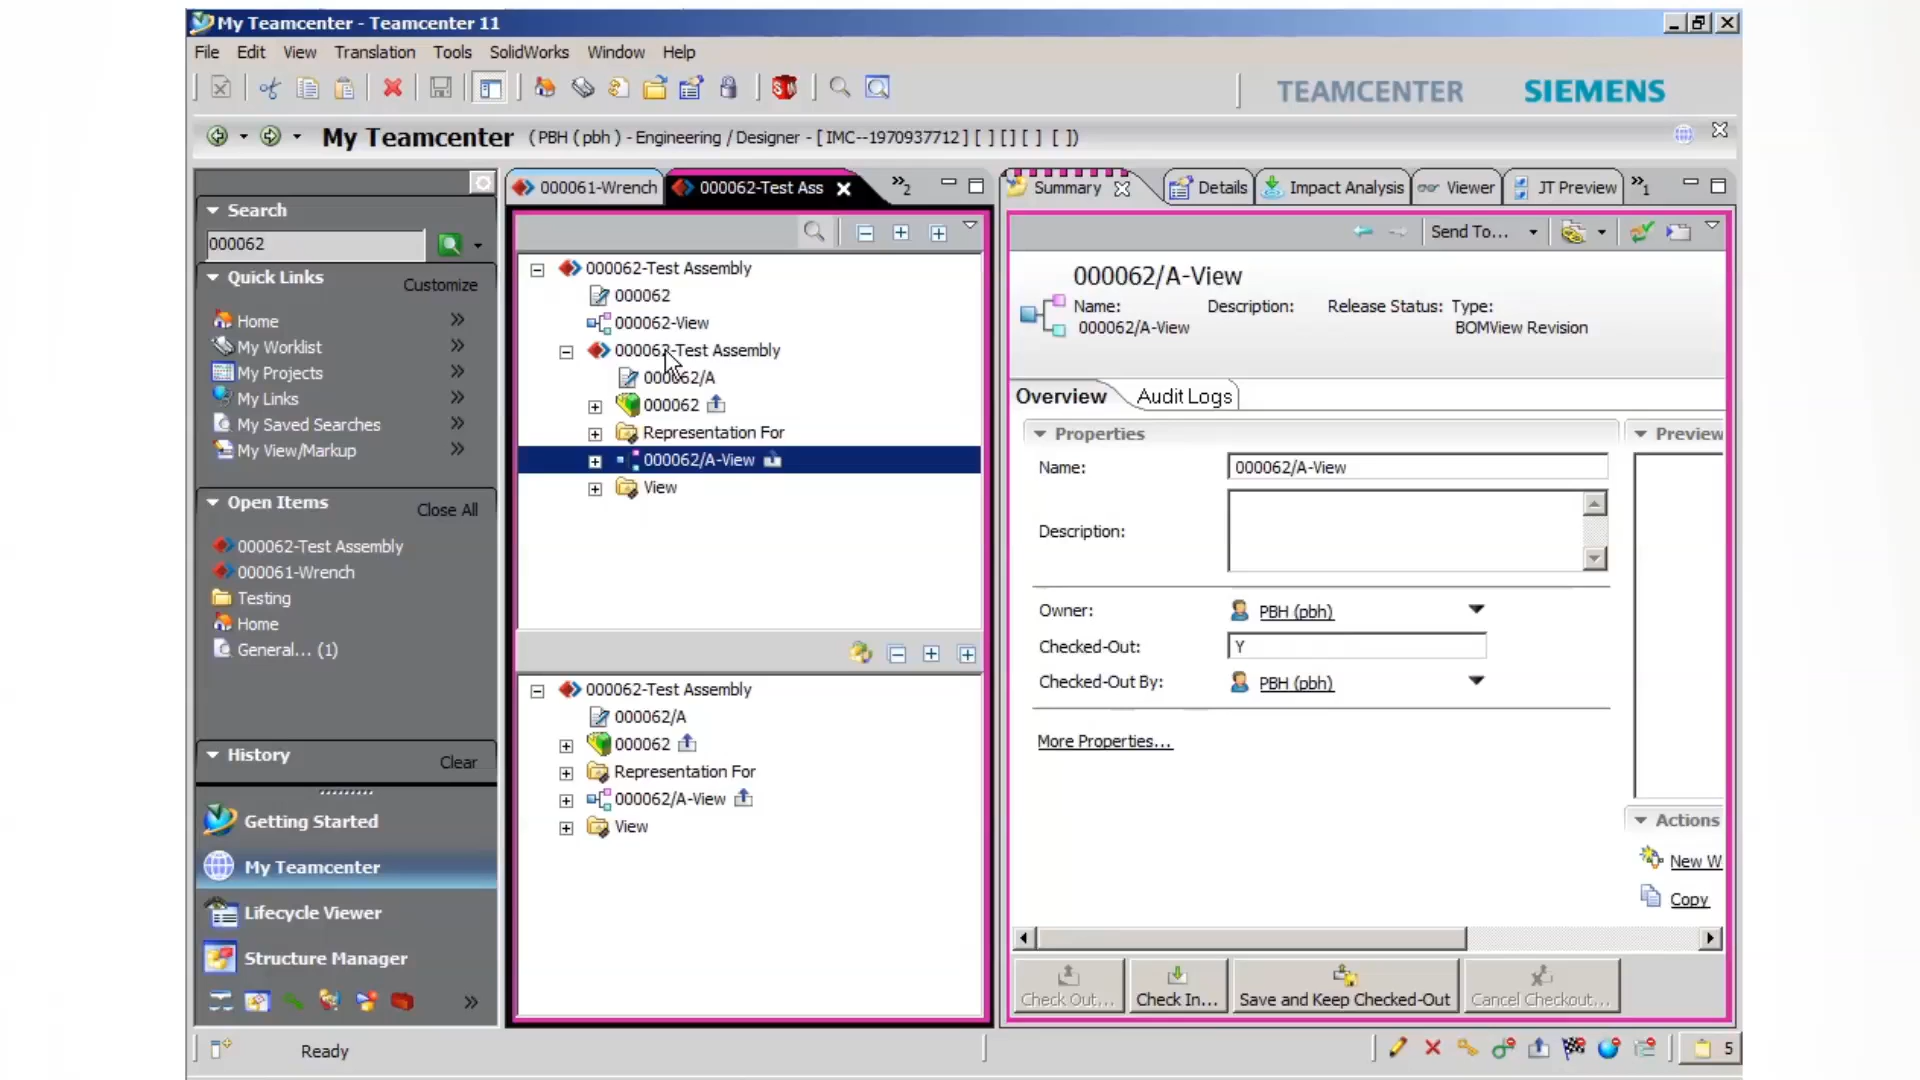 My Teamcenter - Teamcenter 11
File Edit View Translation Tools SolidWorks Window Help
TEAMCENTER SIEMENS
My Teamcenter ( PBH ( pbh ) - Engineering / Designer - [ IMC--1970937712 ] [ ] [ ] [ ] [ ])
Search
000062
Quick Links Customize
Home
My Worklist
My Projects
My Links
My Saved Searches
My View/Markup
Open Items Close All
000062-Test Assembly
000061-Wrench
Testing
Home
General... (1)
History Clear
Getting Started
My Teamcenter
Lifecycle Viewer
Structure Manager
000061-Wrench 000062-Test Ass 2
000062-Test Assembly
000062
000062-View
000062-Test Assembly
000062/A
000062
Representation For
000062/A-View
View
000062-Test Assembly
000062/A
000062
Representation For
000062/A-View
View
Summary Details Impact Analysis Viewer JT Preview 1
Send To...
000062/A-View
Name: Description: Release Status: Type:
000062/A-View BOMView Revision
Overview Audit Logs
Properties Preview
Name: 000062/A-View
Description:
Owner: PBH (pbh)
Checked-Out: Y
Checked-Out By: PBH (pbh)
More Properties...
Actions
New W
Copy
Check Out... Check In... Save and Keep Checked-Out Cancel Checkout...
Ready 5